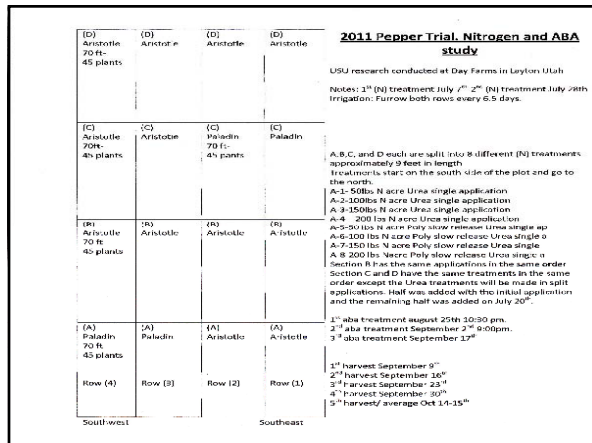 2011 Pepper Trial. Nitrogen and ABA
study
USU research conducted at Day Farms in Layton Utah
Notes: 1st (N) treatment July 7th 2nd (N) treatment July 28th
Irrigation: Furrow both rows every 6.5 days.
(D) (D) (D) (D)
Aristotle Aristotle Aristotle Aristotle
70 ft-
45 plants
(C) (C) (C) (C)
Aristotle Aristotle Paladin Paladin
70ft- 70 ft-
45 plants 45 pants
(B) (B) (B) (B)
Aristotle Aristotle Aristotle Aristotle
70 ft
45 plants
(A) (A) (A) (A)
Paladin Paladin Aristotle Aristotle
70 ft
45 plants
Row (4) Row (3) Row (2) Row (1)
Southwest Southeast
A,B,C, and D each are split into 8 different (N) treatments
approximately 9 feet in length
Treatments start on the south side of the plot and go to
the north.
A-1- 50lbs N acre Urea single application
A-2-100lbs N acre Urea single application
A-3-150lbs N acre Urea single application
A-4- 200 lbs N acre Urea single application
A-5-50 lbs N acre Poly slow release Urea single ap
A-6-100 lbs N acre Poly slow release Urea single a
A-7-150 lbs N acre Poly slow release Urea single
A-8-200 lbs Nacre Poly slow release Urea single a
Section B has the same applications in the same order
Section C and D have the same treatments in the same
order except the Urea treatments will be made in split
applications. Half was added with the initial application
and the remaining half was added on July 20th.
1st aba treatment august 25th 10:30 pm.
2nd aba treatment September 2nd 9:00pm.
3rd aba treatment September 17th
1st harvest September 9th
2nd harvest September 16th
3rd harvest September 23rd
4th harvest September 30th
5th harvest/ average Oct 14-15th